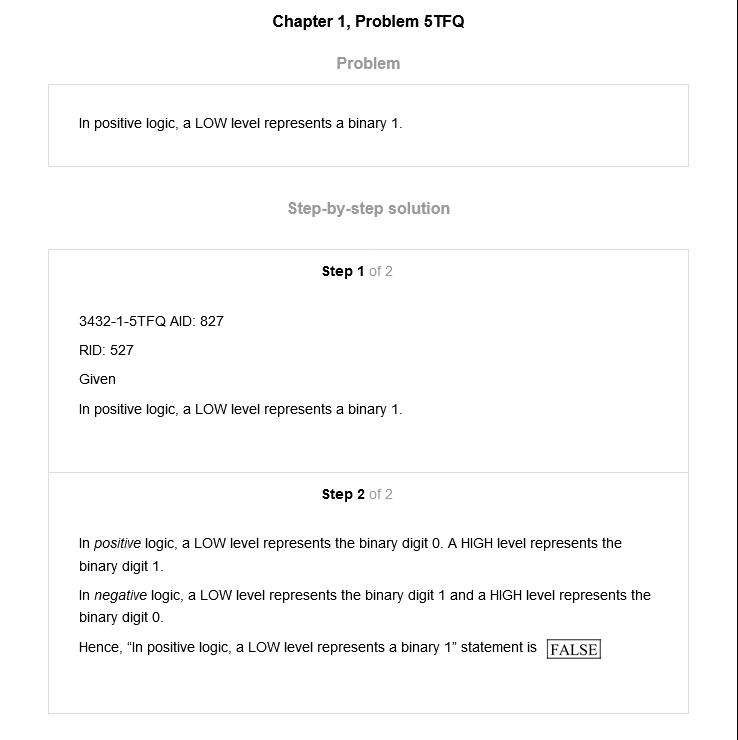 Chapter 1, Problem 5TFQ
Problem
In positive logic, a LOW level represents a binary 1.
Step-by-step solution
Step 1 of 2
3432-1-5TFQ AID: 827
RID: 527
Given
In positive logic, a LOW level represents a binary 1.
Step 2 of 2
In positive logic, a LOW level represents the binary digit 0. A HIGH level represents the
binary digit 1.
In negative logic, a LOW level represents the binary digit 1 and a HIGH level represents the
binary digit 0.
Hence, “In positive logic, a LOW level represents a binary 1” statement is FALSE